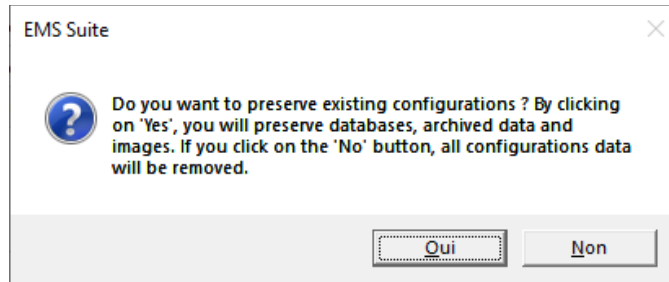 EMS Suite
Do you want to preserve existing configurations ? By clicking
on 'Yes', you will preserve databases, archived data and
images. If you click on the 'No' button, all configurations data
will be removed.
Oui
Non